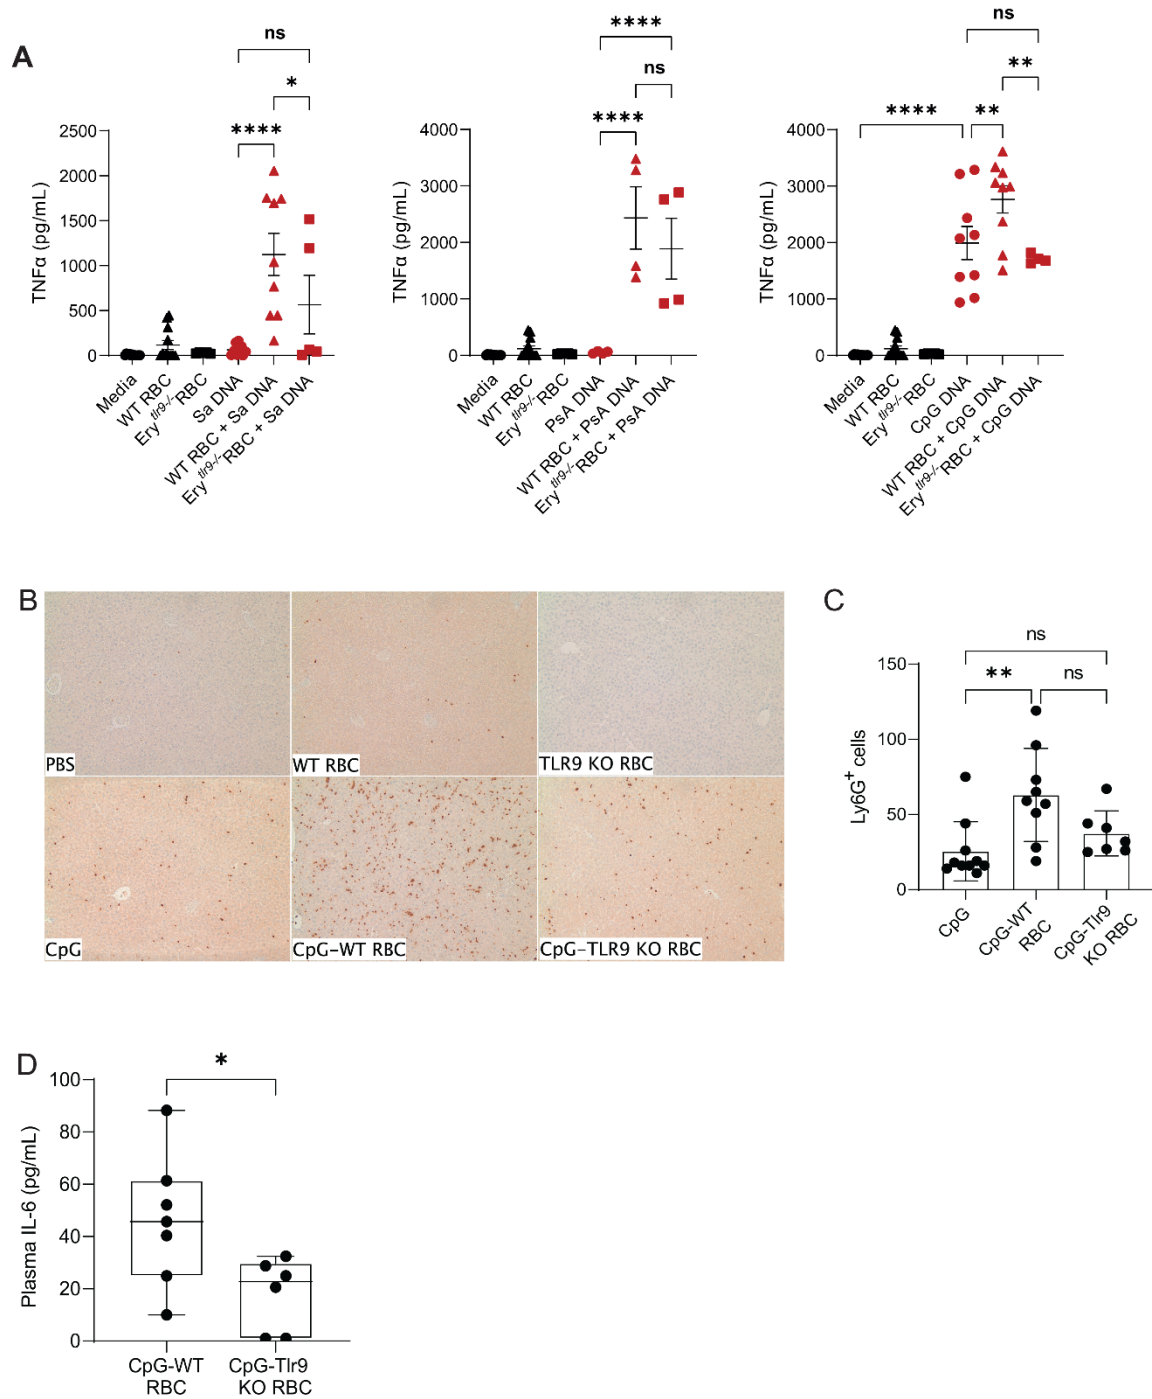 A
ns
*
****
2500
2000
1500
1000
500
0
TNFα (pg/mL)
Media
WT RBC
Ery tlr9-/- RBC
Sa DNA
WT RBC + Sa DNA
Ery tlr9-/- RBC + Sa DNA
****
ns
****
4000
3000
2000
1000
0
TNFα (pg/mL)
Media
WT RBC
Ery tlr9-/- RBC
PsA DNA
WT RBC + PsA DNA
Ery tlr9-/- RBC + PsA DNA
ns
**
**** **
4000
3000
2000
1000
0
TNFα (pg/mL)
Media
WT RBC
Ery tlr9-/- RBC
CpG DNA
WT RBC + CpG DNA
Ery tlr9-/- RBC + CpG DNA
B
PBS
WT RBC
TLR9 KO RBC
CpG
CpG-WT RBC
CpG-TLR9 KO RBC
C
ns
** ns
150
100
50
0
Ly6G+ cells
CpG
CpG-WT
RBC
CpG-Tlr9
KO RBC
D
*
100
80
60
40
20
0
Plasma IL-6 (pg/mL)
CpG-WT
RBC
CpG-Tlr9
KO RBC